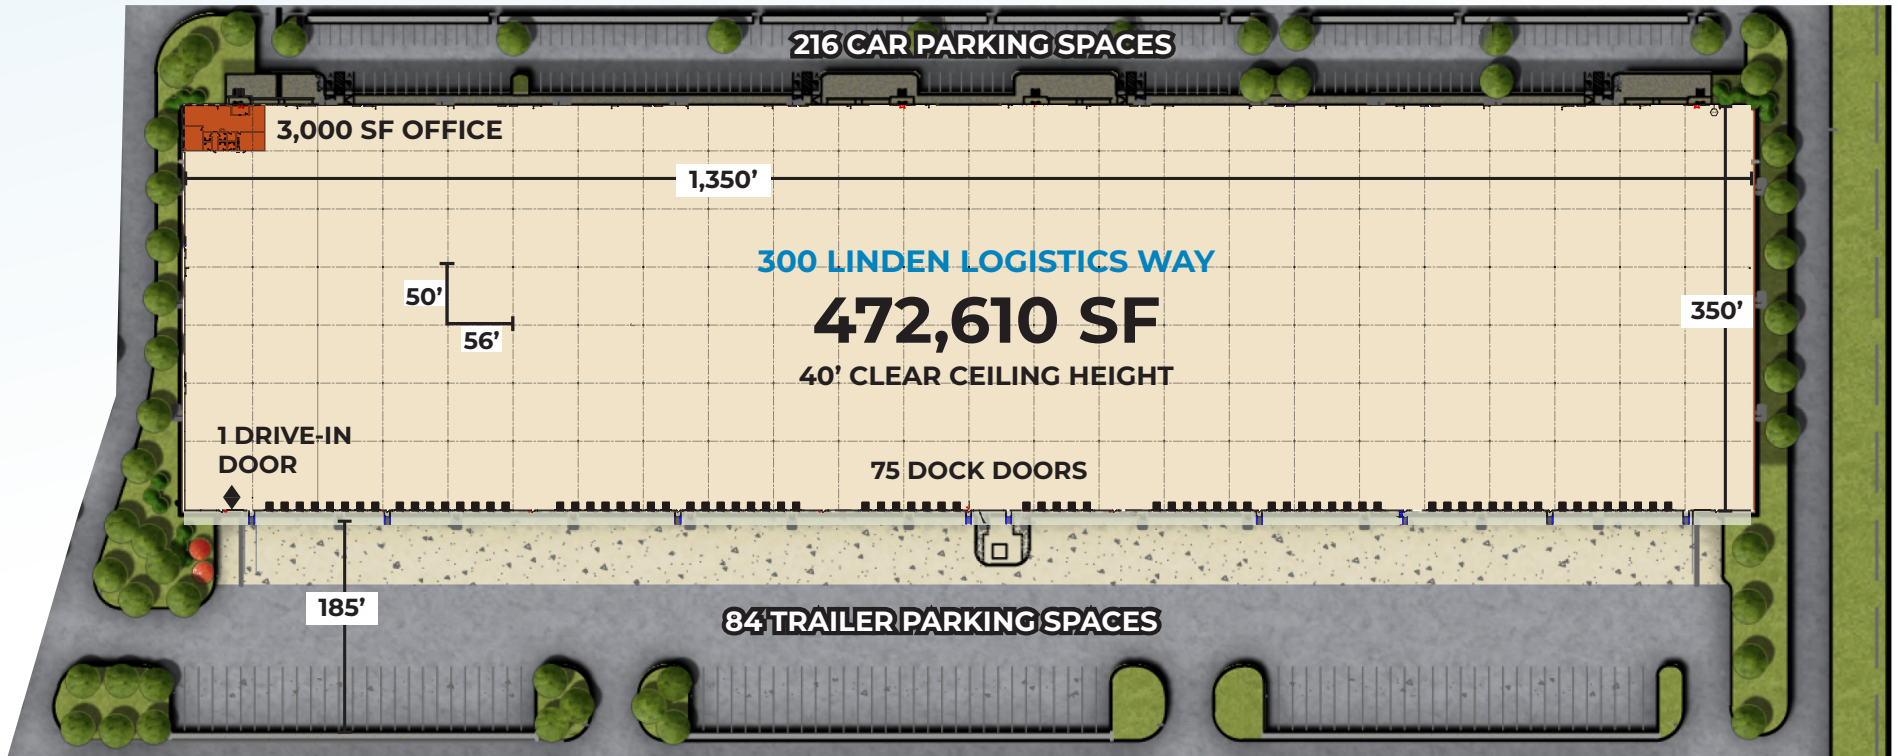 216 CAR PARKING SPACES
3,000 SF OFFICE
1,350’
300 LINDEN LOGISTICS WAY
50’
472,610 SF
350’
56’
40’ CLEAR CEILING HEIGHT
1 DRIVE-IN
DOOR
75 DOCK DOORS
185’
84 TRAILER PARKING SPACES